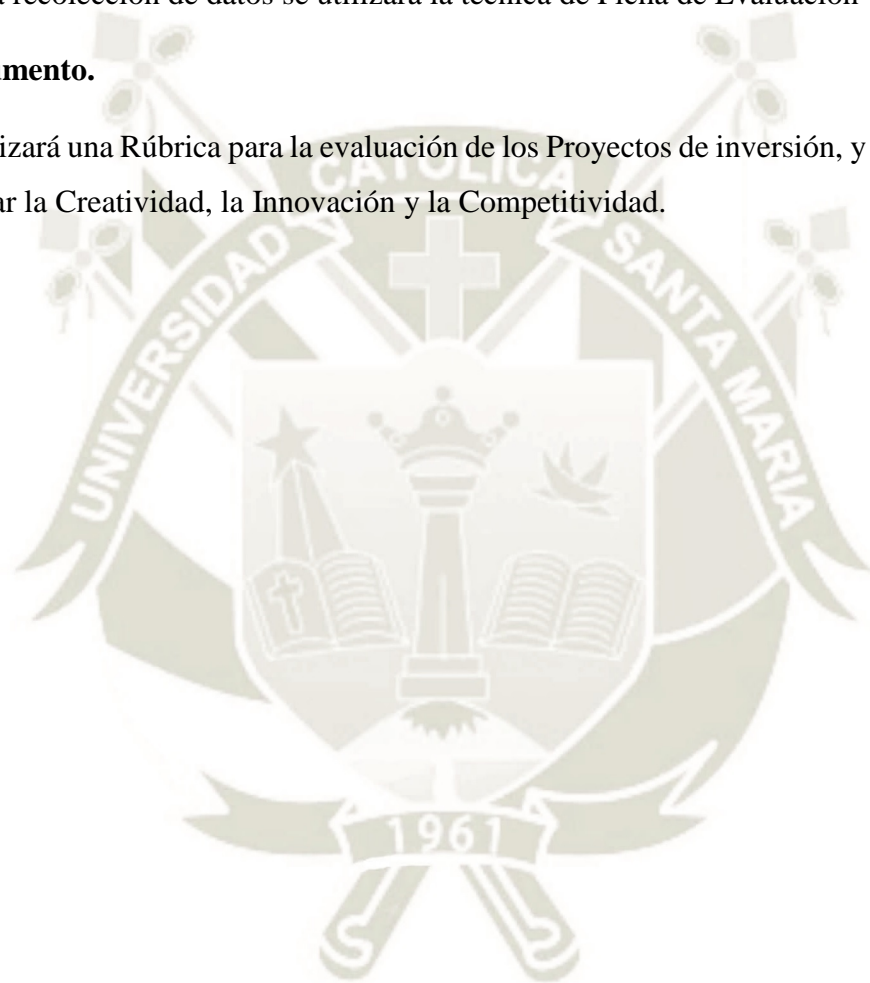 recolección de datos se utilizará la técnica de Ficha de Evaluación
umento.
izará una Rúbrica para la evaluación de los Proyectos de inversión, y
ar la Creatividad, la Innovación y la Competitividad.
UNIVERSIDAD CATOLICA SANTA MARIA
1961